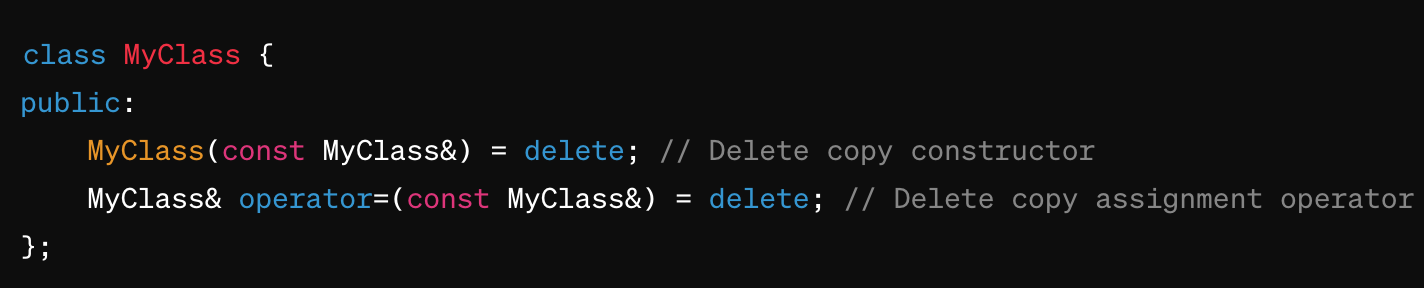 class MyClass {
public:
    MyClass(const MyClass&) = delete; // Delete copy constructor
    MyClass& operator=(const MyClass&) = delete; // Delete copy assignment operator
};